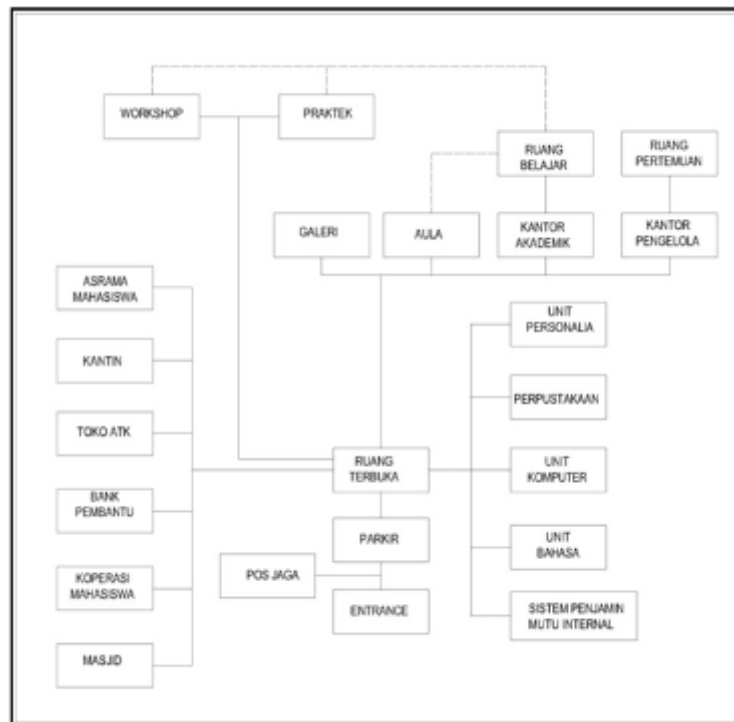 WORKSHOP
PRAKTEK
RUANG
BELAJAR
RUANG
PERTEMUAN
GALERI
AULA
KANTOR
AKADEMIK
KANTOR
PENGELOLA
ASRAMA
MAHASISWA
KANTIN
TOKO ATK
BANK
PEMBANTU
KOPERASI
MAHASISWA
MASJID
RUANG
TERBUKA
PARKIR
POS JAGA
ENTRANCE
UNIT
PERSONALIA
PERPUSTAKAAN
UNIT
KOMPUTER
UNIT
BAHASA
SISTEM PENJAMIN
MUTU INTERNAL